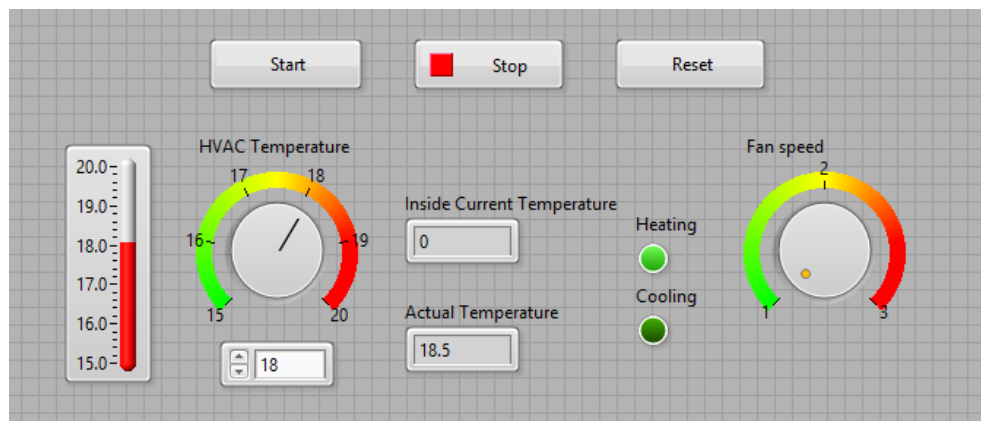 Start
Stop
Reset
HVAC Temperature
Fan speed
20.0
19.0
18.0
17.0
16.0
15.0
15
16
17
18
19
20
18
Inside Current Temperature
0
Actual Temperature
18.5
Heating
Cooling
1
2
3